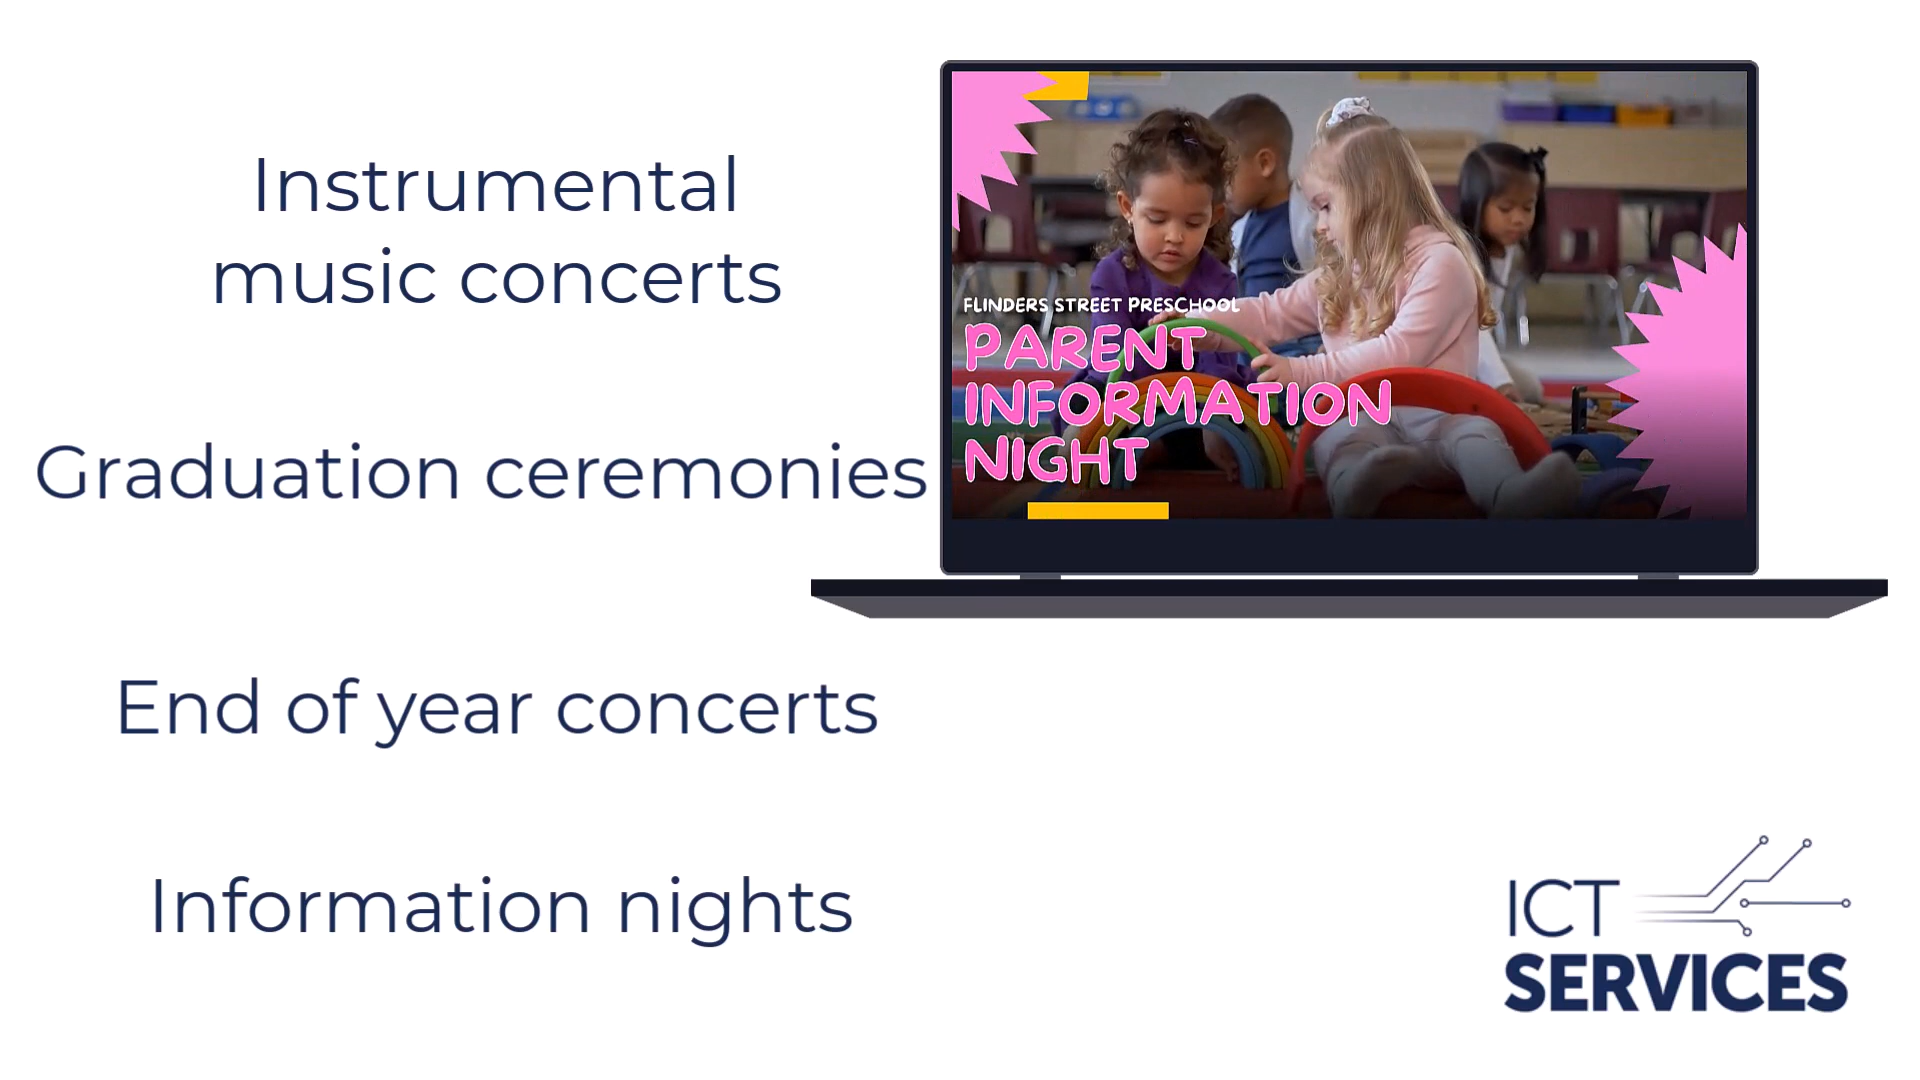 Instrumental
music concerts
Graduation ceremonies
End of year concerts
Information nights
FLINDERS STREET PRESCHOOL
PARENT
INFORMATION
NIGHT
ICT
SERVICES